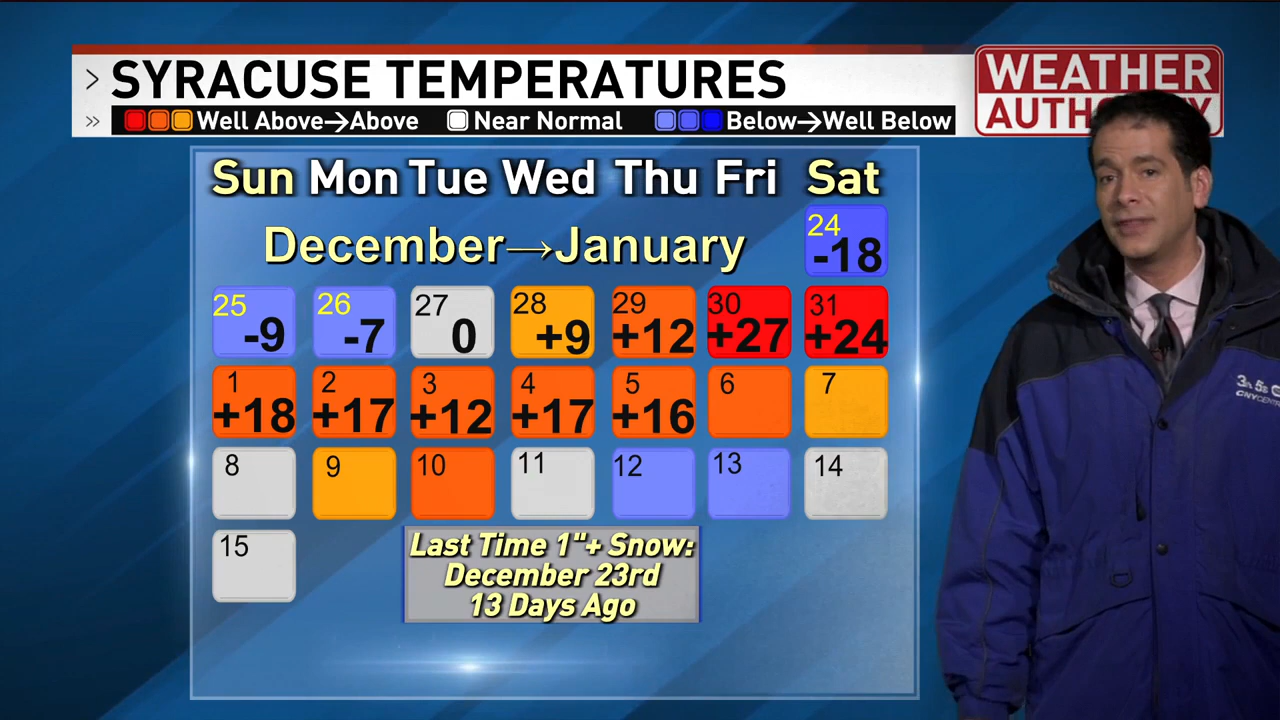 > SYRACUSE TEMPERATURES
>> Well Above→Above Near Normal Below→Well Below
WEATHER
Sun Mon Tue Wed Thu Fri Sat
December→January
24
-18
25 26 27 28 29 30 31
-9 -7 0 +9 +12 +27 +24
1 2 3 4 5 6 7
+18 +17 +12 +17 +16
8 9 10 11 12 13 14
15
Last Time 1"+ Snow:
December 23rd
13 Days Ago